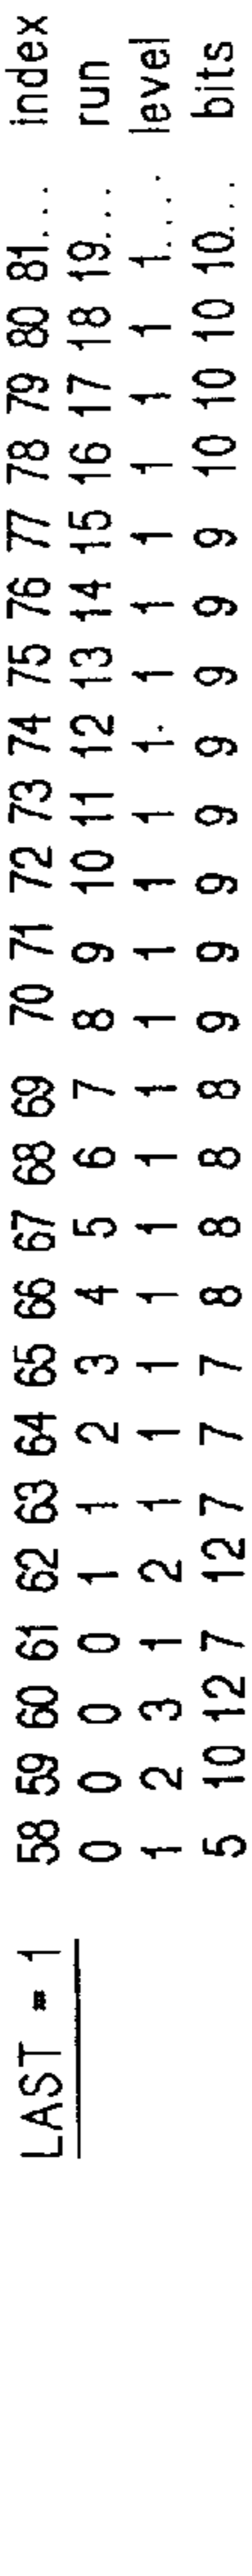 LAST = 1 58 59 60 61 62 63 64 65 66 67 68 69 70 71 72 73 74 75 76 77 78 79 80 81... index
0 0 0 0 1 1 2 3 4 5 6 7 8 9 10 11 12 13 14 15 16 17 18 19... run
1 2 3 1 2 1 1 1 1 1 1 1 1 1 1 1 1 1 1 1 1 1 1 1... level
5 10 12 7 12 7 7 7 8 8 8 8 9 9 9 9 9 9 9 9 10 10 10 10... bits